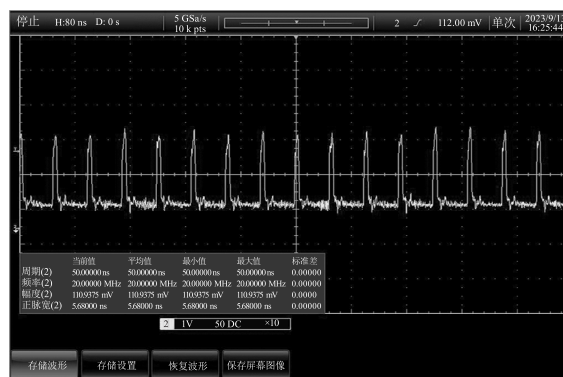 停止 H:80 ns D: 0 s 5 GSa/s 10 k pts 2 112.00 mV 单次 2023/9/13 16:25:44
当前值 平均值 最小值 最大值 标准差
周期(2) 50.00000 ns 50.00000 ns 50.00000 ns 50.00000 ns 0.00000
频率(2) 20.00000 MHz 20.00000 MHz 20.00000 MHz 20.00000 MHz 0.00000
幅度(2) 110.9375 mV 110.9375 mV 110.9375 mV 110.9375 mV 0.0000
正脉宽(2) 5.68000 ns 5.68000 ns 5.68000 ns 5.68000 ns 0.00000
2 1V 50 DC ×10
存储波形 存储设置 恢复波形 保存屏幕图像